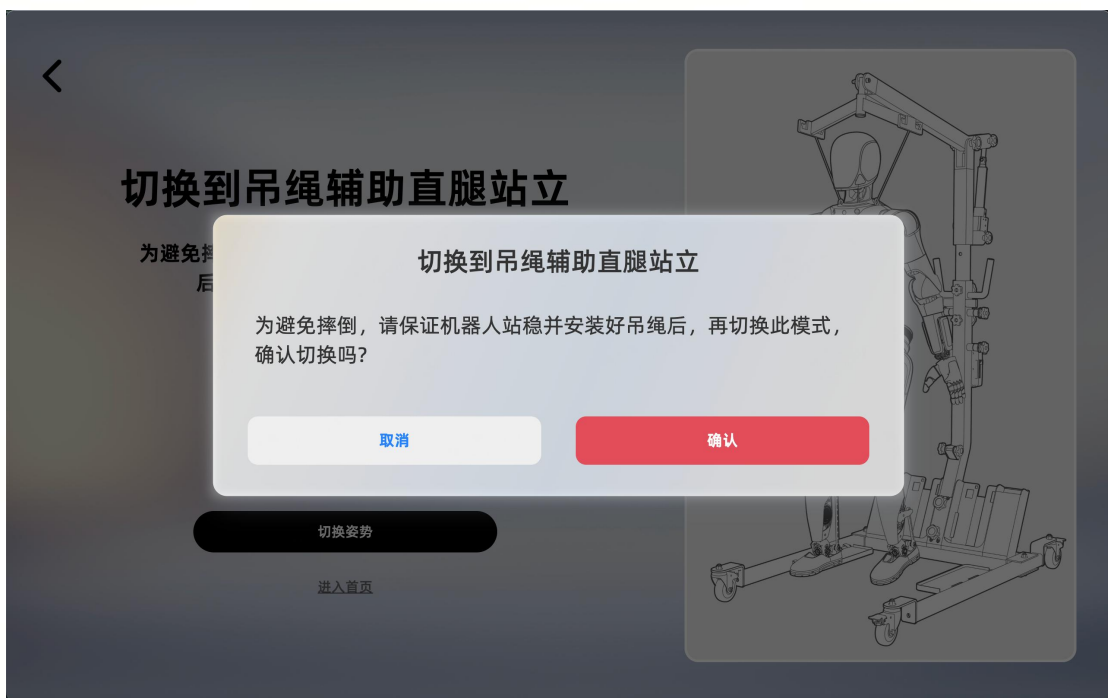 切换到吊绳辅助直腿站立
为避免摔
后
切换到吊绳辅助直腿站立
为避免摔倒，请保证机器人站稳并安装好吊绳后，再切换此模式，
确认切换吗?
取消
确认
切换姿势
进入首页